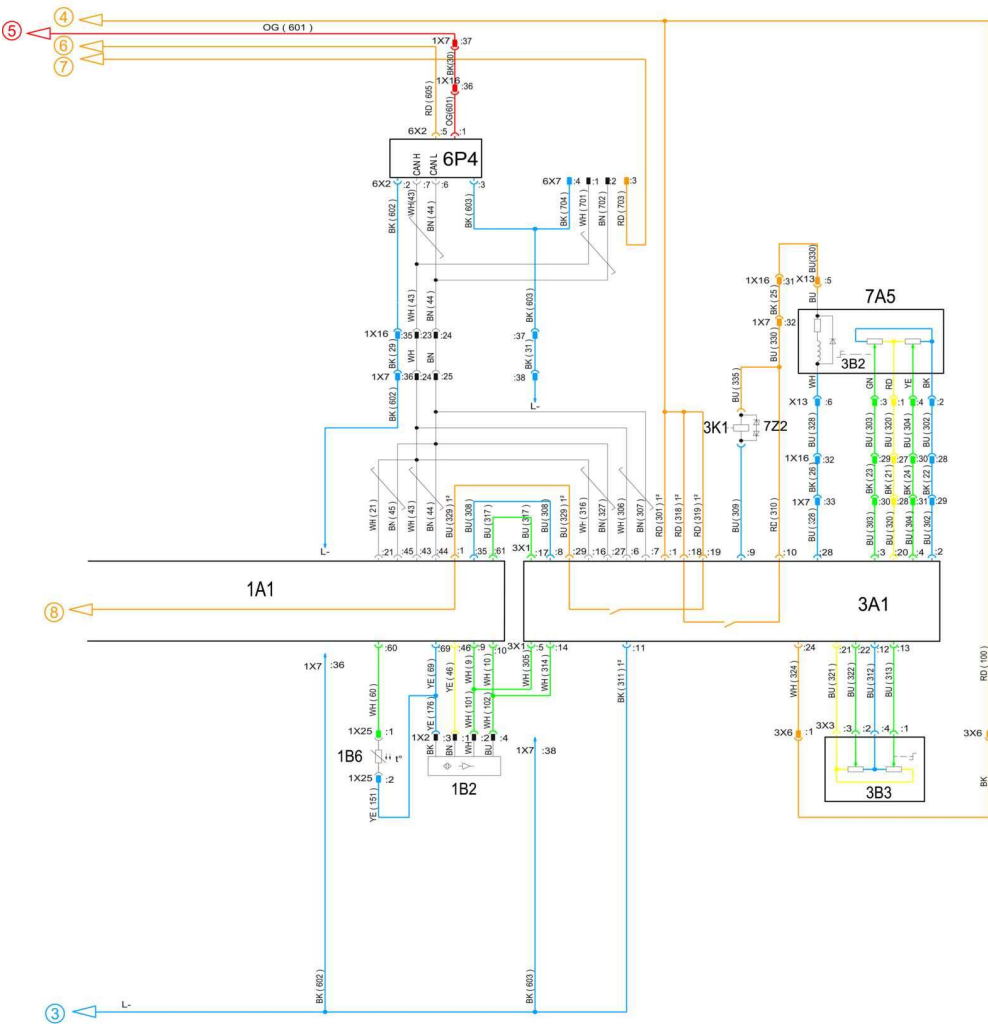 4
5
OG ( 601 )
1X7 :37
6
7
BK(30)
1X16 :36
RD ( 605 )
OG(601)
6X2 :5 :1
CAN H
CAN L
6P4
6X2 :2 :7 :6 :3
6X7 :4 :1 :2 :3
BK ( 602 )
WH(43)
BN ( 44 )
BK ( 603 )
BK ( 704 )
WH ( 701 )
BN ( 702 )
RD ( 703 )
BU(330)
1X16 :31 X13 :5
BK ( 25 )
BU
7A5
WH ( 43 )
BN ( 44 )
BK ( 603 )
1X7 :32
1X16 :35 :23 :24
:37
BU ( 330 )
BK ( 29 )
WH
BN
BK ( 31 )
3B2
1X7 :36 :24 :25
:38
BU ( 335 )
WH
GN
RD
YE
BK
BK ( 602 )
L-
X13 :6 :3 :1 :4 :2
3K1
7Z2
BU ( 328 )
BU ( 303 )
BU ( 320 )
BU ( 304 )
BU ( 302 )
1X16 :32 :29 :27 :30 :28
BK ( 26 )
BK ( 23 )
BK ( 21 )
BK ( 24 )
BK ( 22 )
1X7 :33 :30 :28 :31 :29
WH ( 21 )
BN ( 45 )
WH ( 43 )
BN ( 44 )
BU ( 329 ) 1²
BU ( 308 )
BU ( 317 )
BU ( 317 )
BU ( 308 )
BU ( 329 ) 1²
WH ( 316 )
BN ( 327 )
WH ( 306 )
BN ( 307 )
RD ( 301 ) 1²
RD ( 318 ) 1²
RD ( 319 ) 1²
BU ( 309 )
RD ( 310 )
BU ( 328 )
BU ( 303 )
BU ( 320 )
BU ( 304 )
BU ( 302 )
L-
:21 :45 :43 :44 :1 :35 :61 3X1 :17 :8 :29 :16 :27 :6 :7 :1 :18 :19 :9 :10 :28 :3 :20 :4 :2
1A1
3A1
8
:60 :69 :46 :9 :10 3X1 :5 :14 :11 :24 :21 :22 :12 :13
1X7 :36
WH ( 60 )
YE ( 69 )
YE ( 46 )
WH ( 9 )
WH ( 10 )
WH ( 305 )
WH ( 314 )
BK ( 311 ) 1²
WH ( 324 )
BU ( 321 )
BU ( 322 )
BU ( 312 )
BU ( 313 )
RD ( 100 )
YE ( 176 )
WH ( 101 )
WH ( 102 )
1X25 :1
1X2 :3 :1 :2 :4
1X7 :38
3X6 :1
3X3 :3 :2 :4 :1
3X6
1B6
t°
BK
BN
WH
BU
1X25 :2
1B2
YE ( 151 )
3B3
BK
BK ( 602 )
BK ( 603 )
3
L-